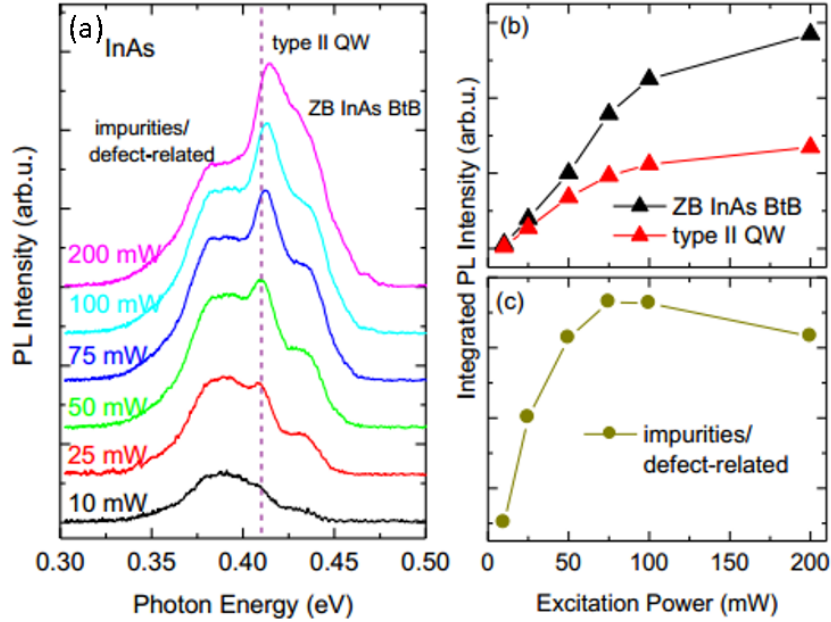 (a)
InAs
type II QW
ZB InAs BtB
impurities/
defect-related
200 mW
100 mW
75 mW
50 mW
25 mW
10 mW
PL Intensity (arb.u.)
0.30 0.35 0.40 0.45 0.50
Photon Energy (eV)
(b)
ZB InAs BtB
type II QW
Integrated PL Intensity (arb.u.)
(c)
impurities/
defect-related
0 50 100 150 200
Excitation Power (mW)